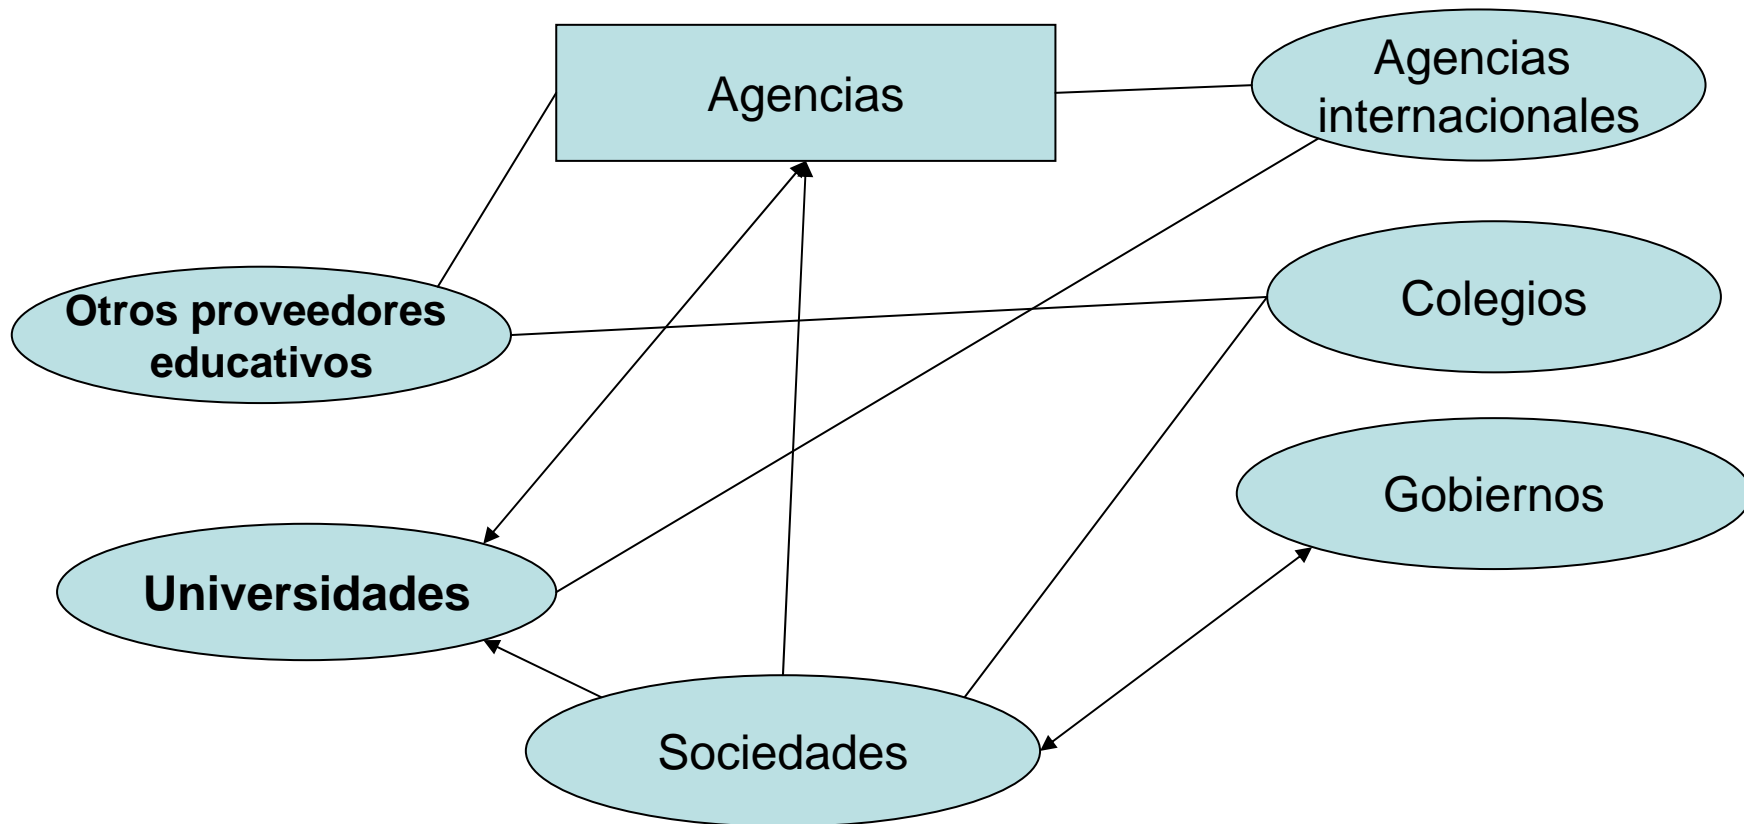 Agencias
Agencias
internacionales
Otros proveedores
educativos
Colegios
Gobiernos
Universidades
Sociedades